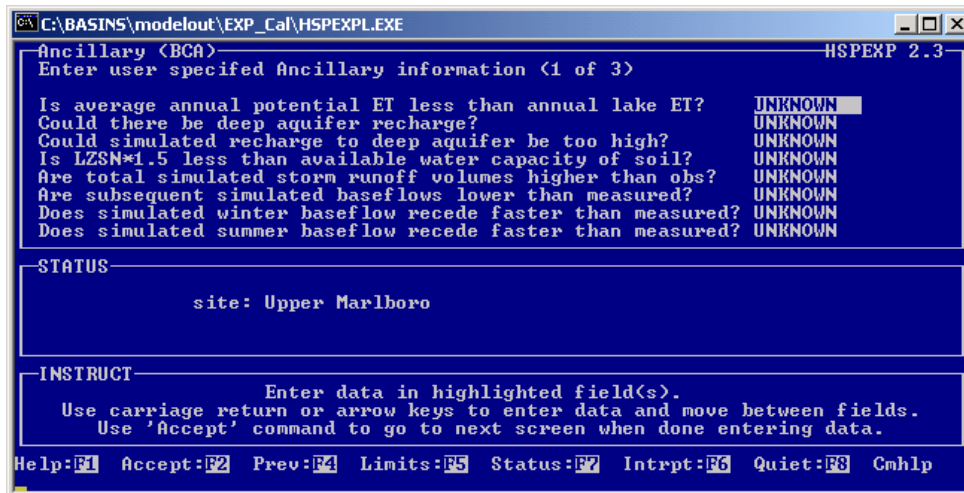 C:\BASINS\modelout\EXP_Cal\HSPEXPL.EXE
Ancillary (BCA) HSPEXP 2.3
Enter user specifed Ancillary information (1 of 3)
Is average annual potential ET less than annual lake ET? UNKNOWN
Could there be deep aquifer recharge? UNKNOWN
Could simulated recharge to deep aquifer be too high? UNKNOWN
Is LZSN*1.5 less than available water capacity of soil? UNKNOWN
Are total simulated storm runoff volumes higher than obs? UNKNOWN
Are subsequent simulated baseflows lower than measured? UNKNOWN
Does simulated winter baseflow recede faster than measured? UNKNOWN
Does simulated summer baseflow recede faster than measured? UNKNOWN
STATUS
site: Upper Marlboro
INSTRUCT
Enter data in highlighted field(s).
Use carriage return or arrow keys to enter data and move between fields.
Use 'Accept' command to go to next screen when done entering data.
Help:F1 Accept:F2 Prev:F4 Limits:F5 Status:F7 Intrpt:F6 Quiet:F8 Cmhlp